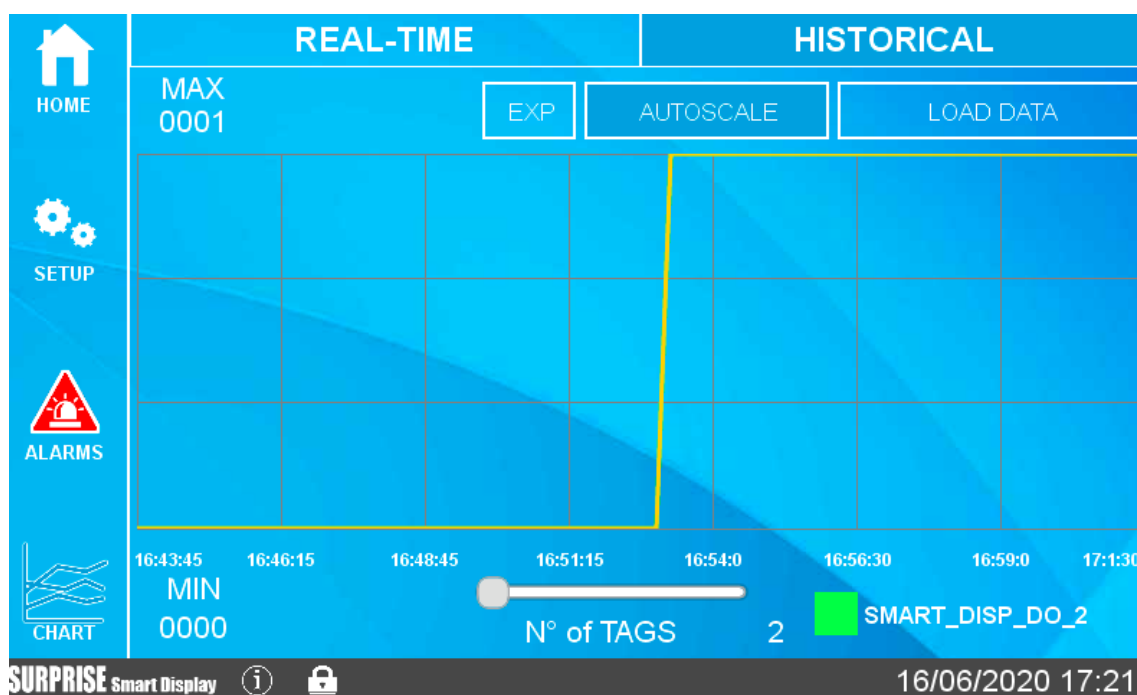 REAL-TIME HISTORICAL
HOME
MAX
0001
EXP AUTOSCALE LOAD DATA
SETUP
ALARMS
16:43:45 16:46:15 16:48:45 16:51:15 16:54:0 16:56:30 16:59:0 17:1:30
MIN
0000
CHART
N° of TAGS 2
SMART_DISP_DO_2
SURPRISE Smart Display i 16/06/2020 17:21